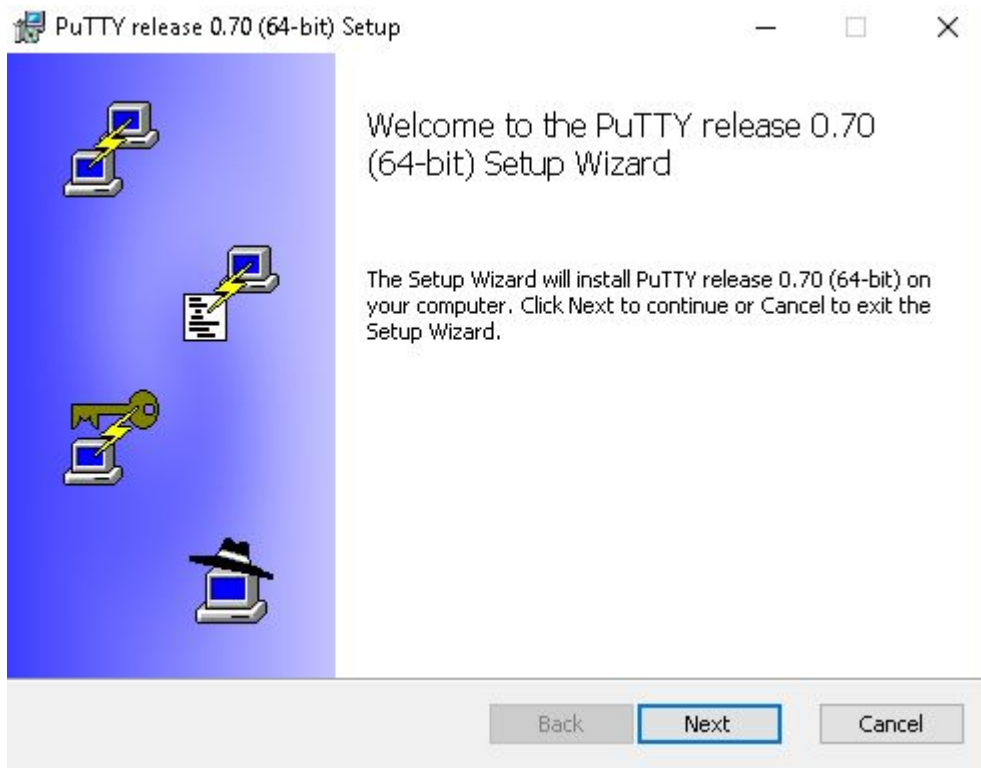 PuTTY release 0.70 (64-bit) Setup
Welcome to the PuTTY release 0.70
(64-bit) Setup Wizard
The Setup Wizard will install PuTTY release 0.70 (64-bit) on
your computer. Click Next to continue or Cancel to exit the
Setup Wizard.
Back Next Cancel